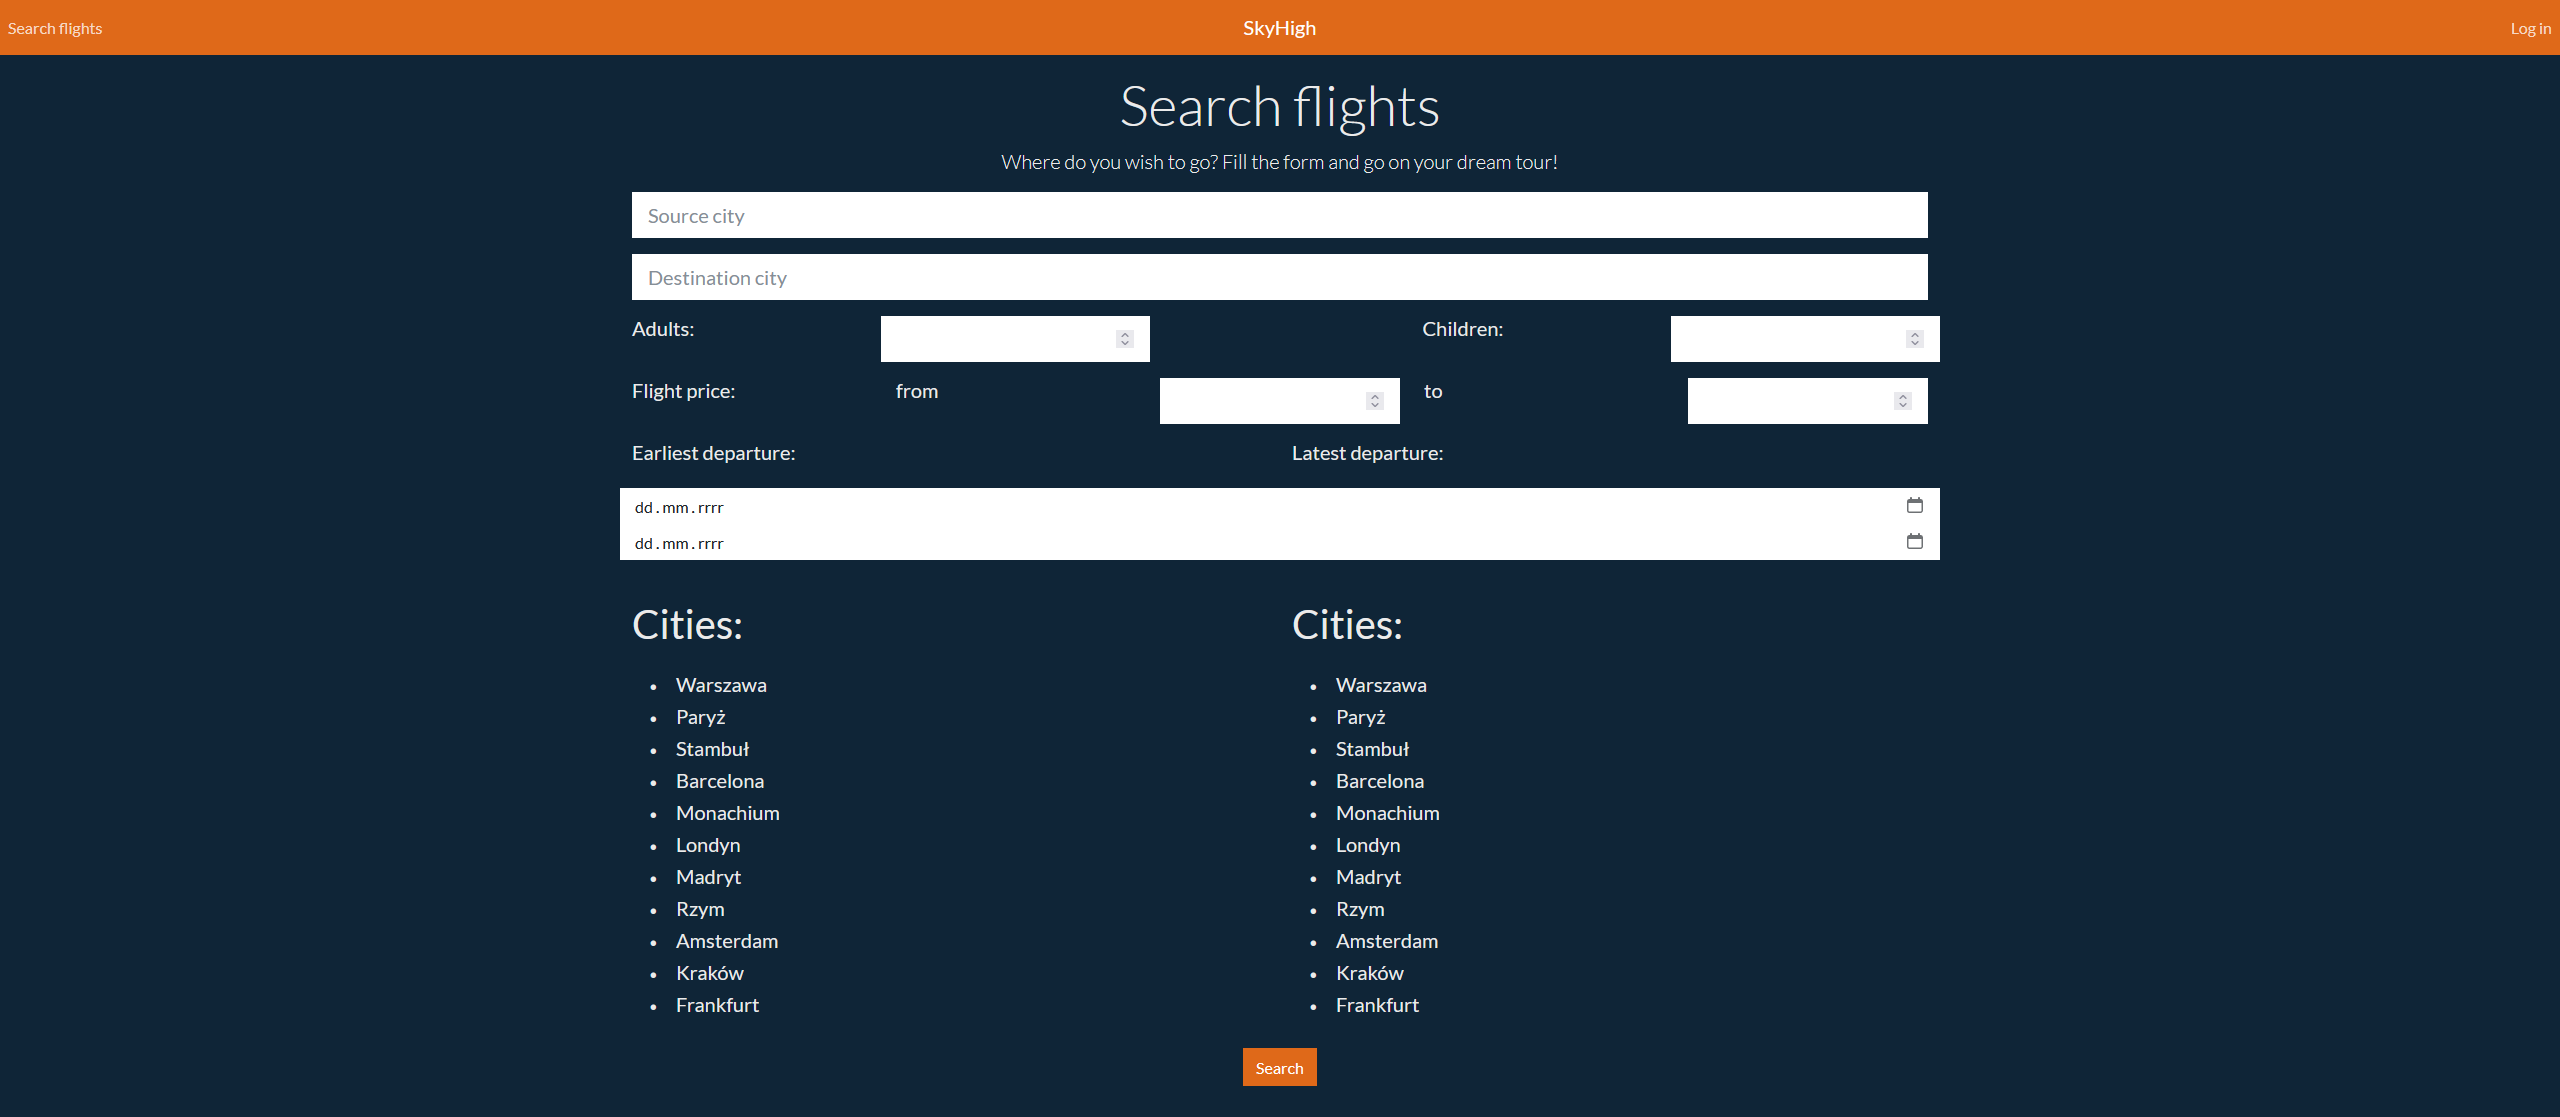 Search flights SkyHigh Log in
Search flights
Where do you wish to go? Fill the form and go on your dream tour!
Source city
Destination city
Adults: Children:
Flight price: from to
Earliest departure: Latest departure:
dd.mm.rrrr
dd.mm.rrrr
Cities: Cities:
• Warszawa • Warszawa
• Paryż • Paryż
• Stambuł • Stambuł
• Barcelona • Barcelona
• Monachium • Monachium
• Londyn • Londyn
• Madryt • Madryt
• Rzym • Rzym
• Amsterdam • Amsterdam
• Kraków • Kraków
• Frankfurt • Frankfurt
Search